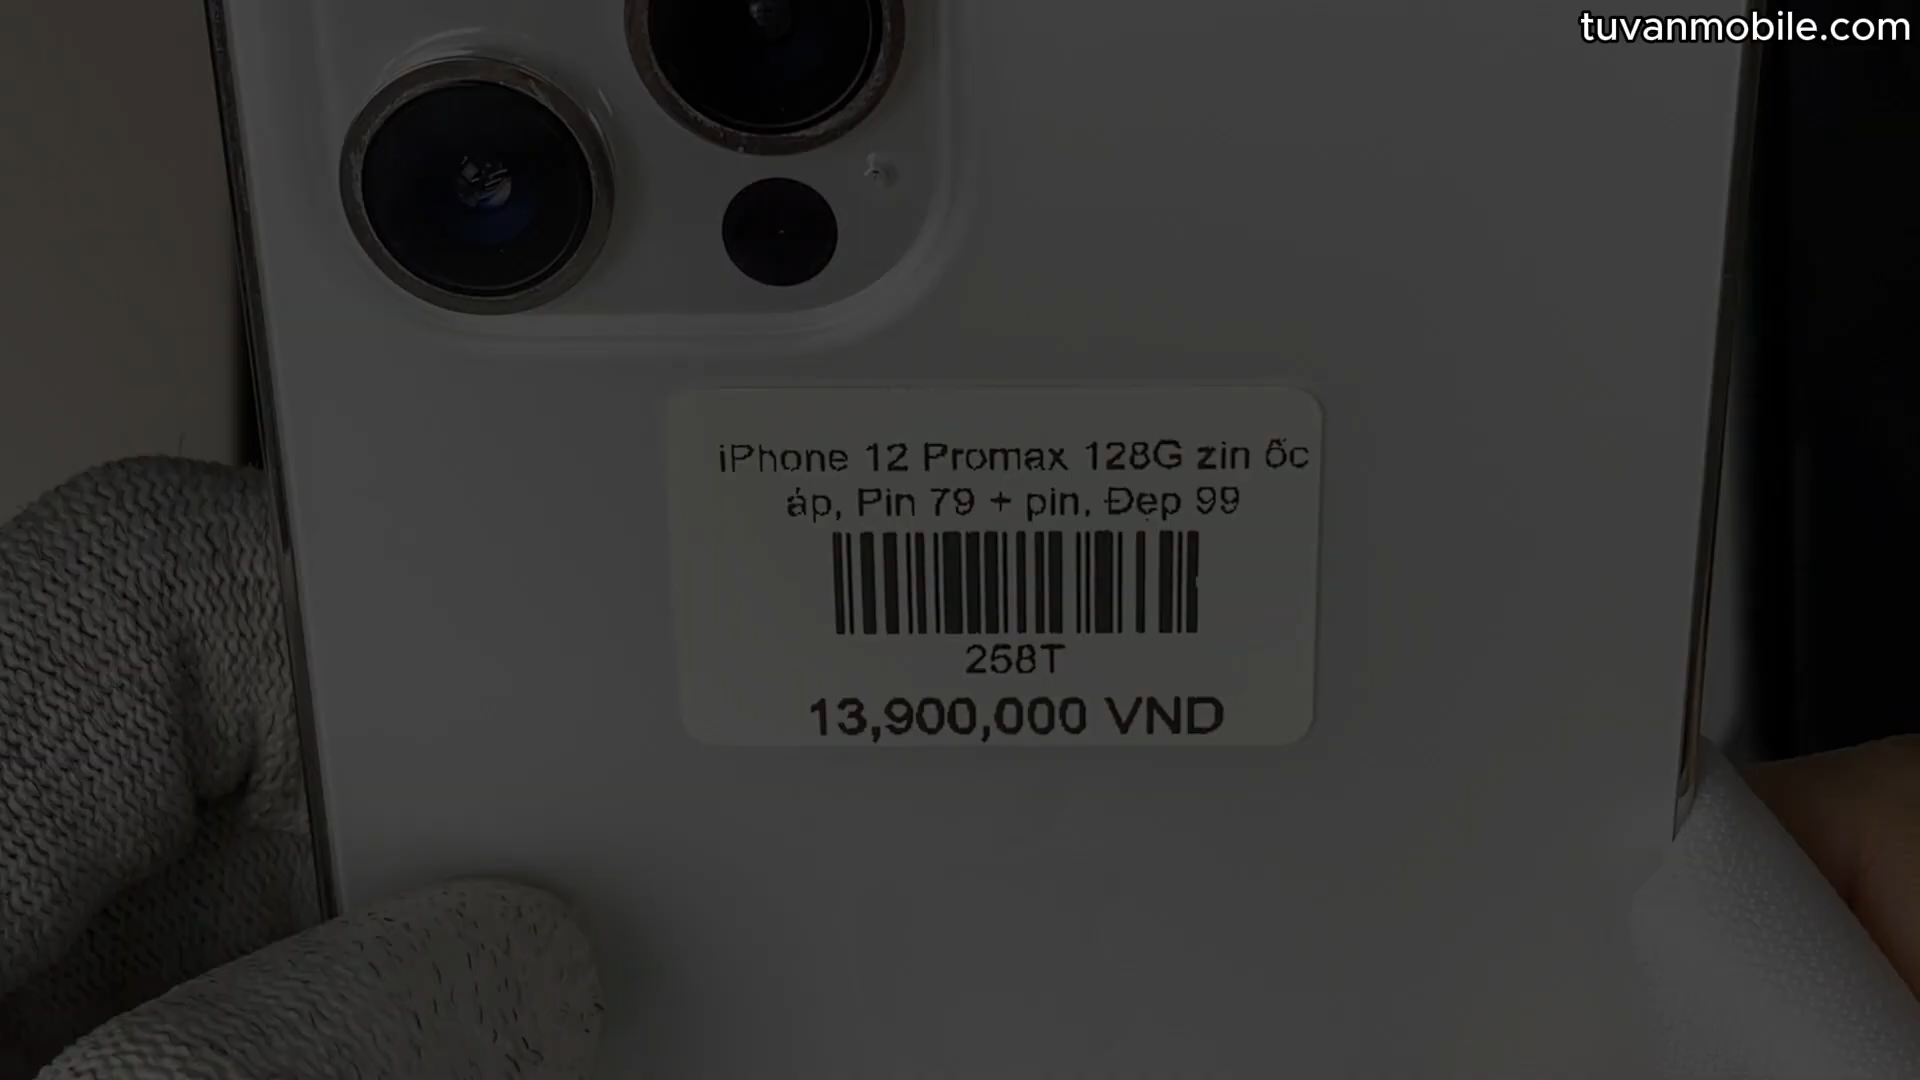 tuvanmobile.com
iPhone 12 Promax 128G zin ốc
áp, Pin 79 + pin, Đẹp 99
258T
13,900,000 VND